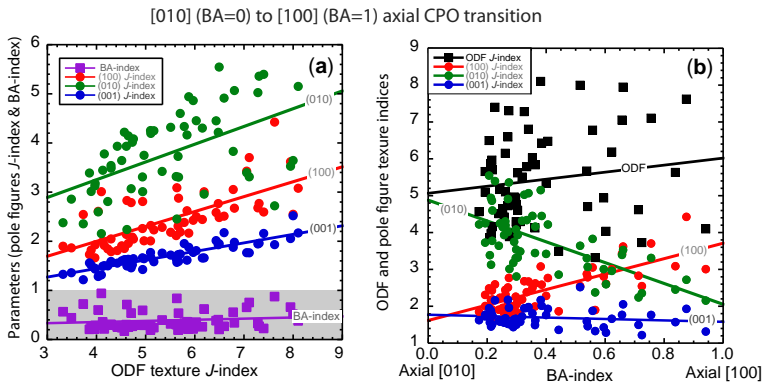 [010] (BA=0) to [100] (BA=1) axial CPO transition
Parameters (pole figures J-index & BA-index)
6
5
4
3
2
1
0
BA-index
(100) J-index
(010) J-index
(001) J-index
(a)
(010)
(100)
(001)
BA-index
3 4 5 6 7 8 9
ODF texture J-index
ODF and pole figure texure indices
9
8
7
6
5
4
3
2
1
ODF J-index
(100) J-index
(010) J-index
(001) J-index
(b)
ODF
(010)
(100)
(001)
0.0 0.2 0.4 0.6 0.8 1.0
Axial [010] BA-index Axial [100]